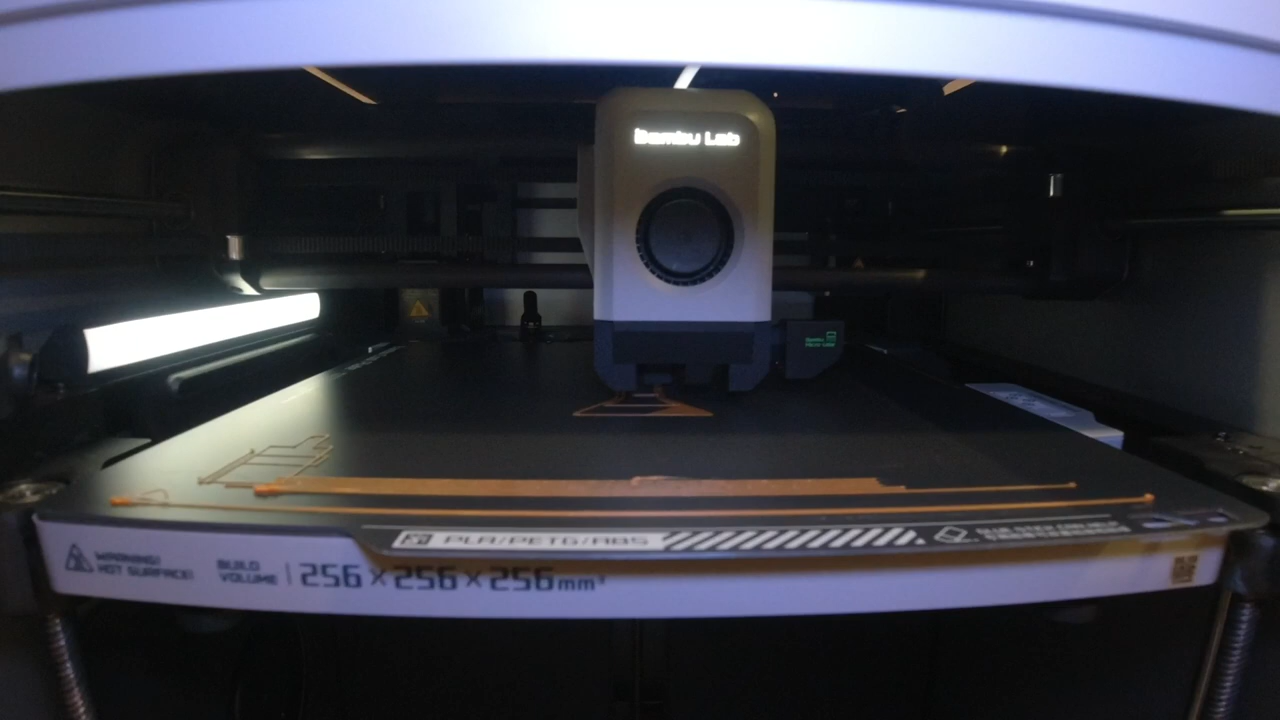 Bambu Lab
PLA/PETG/ABS
WARNING!
HOT SURFACE!
BUILD
VOLUME
256×256×256mm³